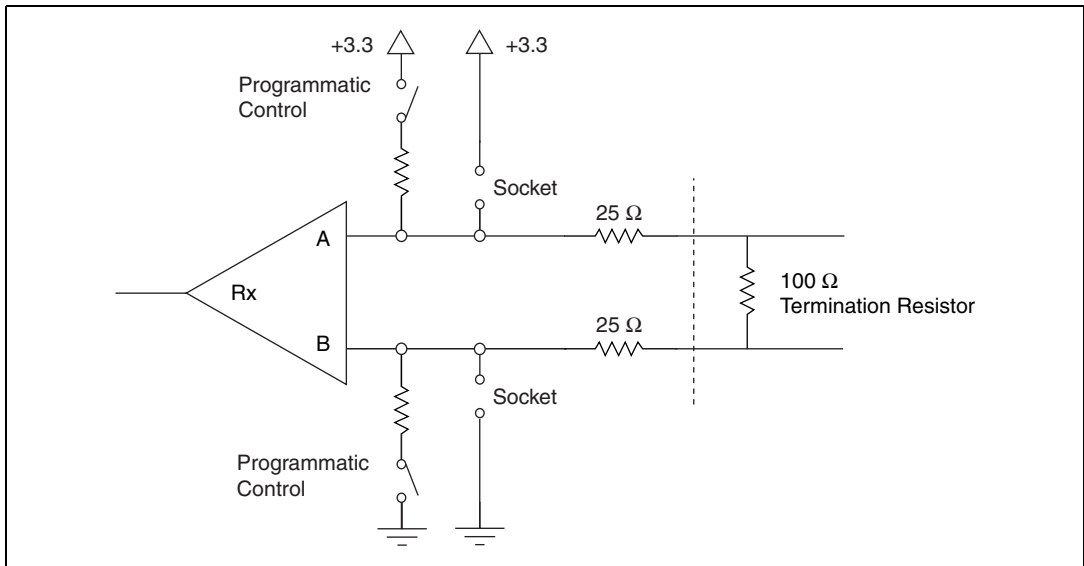 +3.3
+3.3
Programmatic
Control
Socket
25 Ω
A
Rx
100 Ω
Termination Resistor
25 Ω
B
Socket
Programmatic
Control